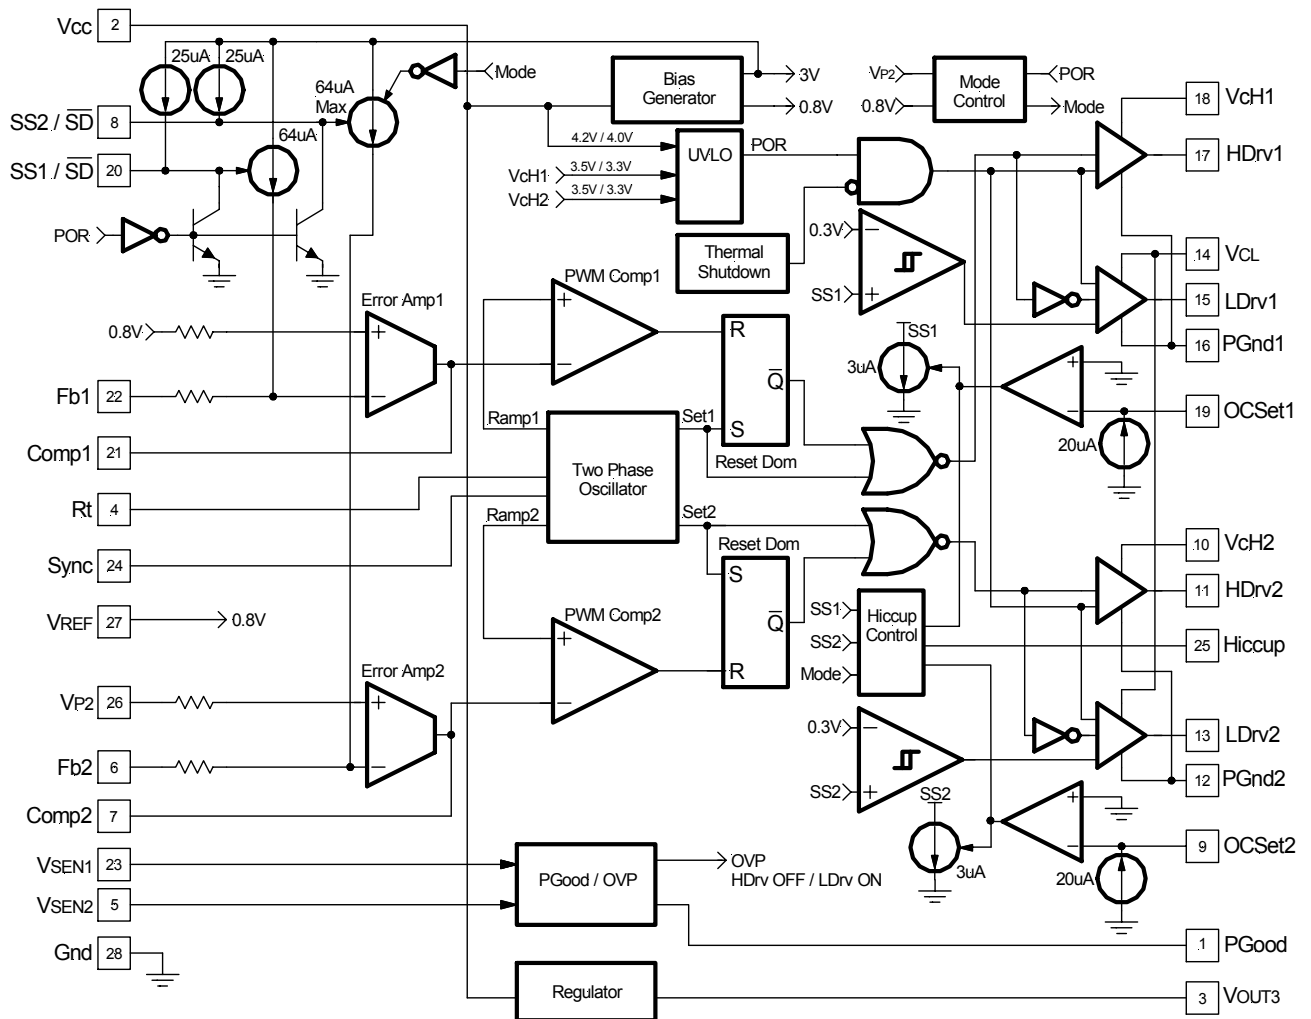 Vcc 2
25uA 25uA
64uA Max
Mode
Bias Generator
3V
0.8V
VP2
0.8V
Mode Control
POR
Mode
18 VcH1
SS2 / SD 8
64uA
4.2V / 4.0V
UVLO
POR
17 HDrv1
SS1 / SD 20
VcH1 3.5V / 3.3V
VcH2 3.5V / 3.3V
POR
Thermal Shutdown
0.3V −
SS1 +
14 VCL
PWM Comp1
+
−
15 LDrv1
Error Amp1
0.8V
+
−
R
Q
S
SS1
3uA
16 PGnd1
+
−
Fb1 22
19 OCSet1
20uA
Ramp1
Set1
Comp1 21
Reset Dom
Two Phase Oscillator
Rt 4
Ramp2
Set2
Reset Dom
10 VcH2
Sync 24
S
Q
R
11 HDrv2
VREF 27
0.8V
PWM Comp2
+
−
SS1
SS2
Mode
Hiccup Control
25 Hiccup
Error Amp2
VP2 26
+
−
0.3V −
SS2 +
13 LDrv2
Fb2 6
12 PGnd2
Comp2 7
SS2
3uA
+
−
9 OCSet2
20uA
VSEN1 23
PGood / OVP
OVP
HDrv OFF / LDrv ON
VSEN2 5
Gnd 28
1 PGood
Regulator
3 VOUT3